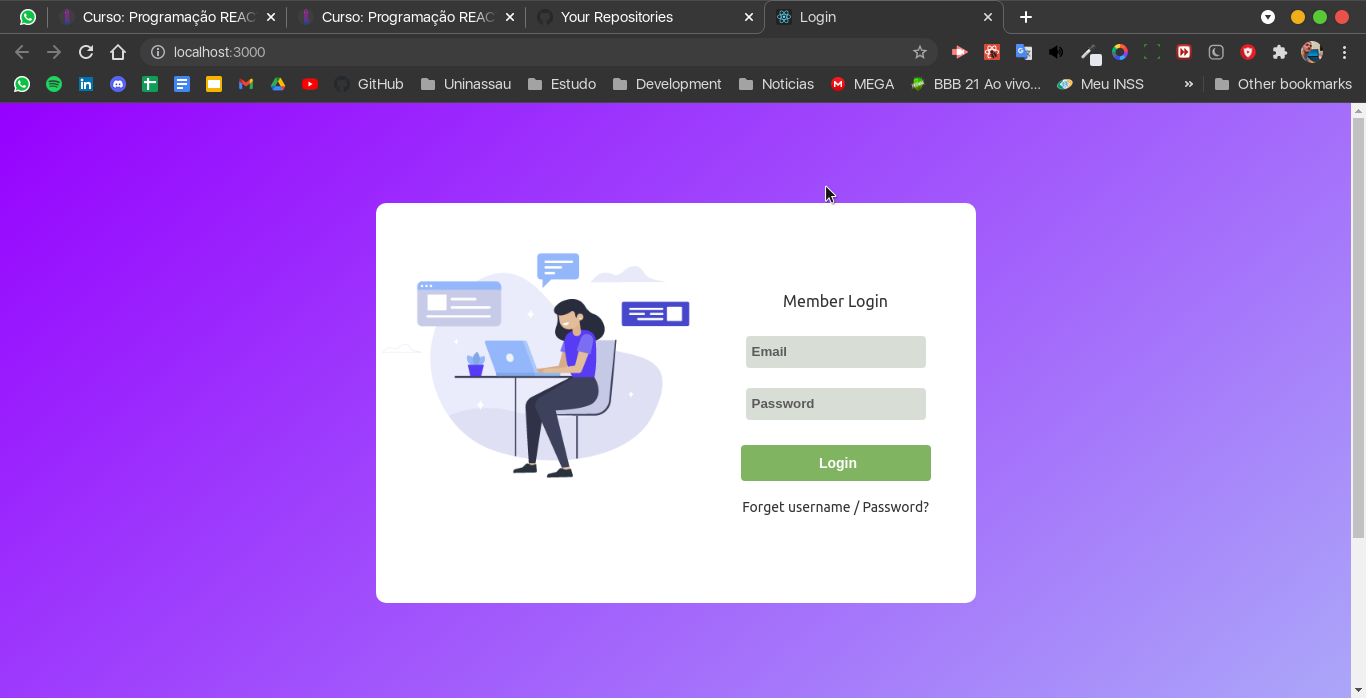 Curso: Programação REAC
Curso: Programação REAC
Your Repositories
Login
localhost:3000
GitHub
Uninassau
Estudo
Development
Noticias
MEGA
BBB 21 Ao vivo...
Meu INSS
»
Other bookmarks
Member Login
Email
Password
Login
Forget username / Password?